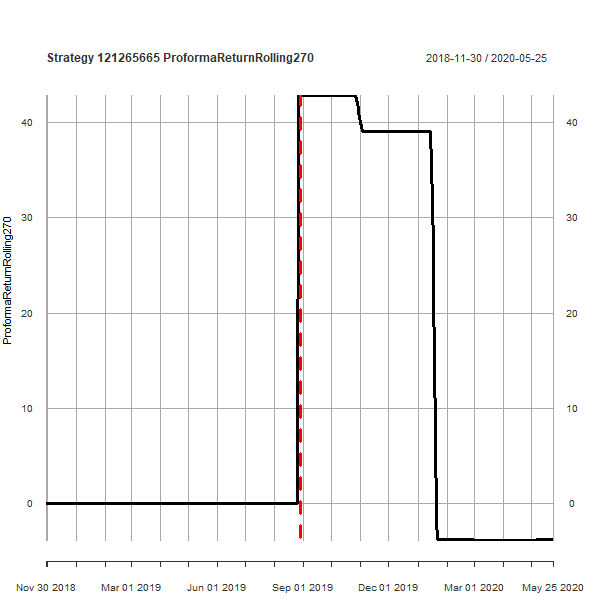 Strategy 121265665 ProformaReturnRolling270
2018-11-30 / 2020-05-25
ProformaReturnRolling270
40
30
20
10
0
40
30
20
10
0
Nov 30 2018
Mar 01 2019
Jun 01 2019
Sep 01 2019
Dec 01 2019
Mar 01 2020
May 25 2020